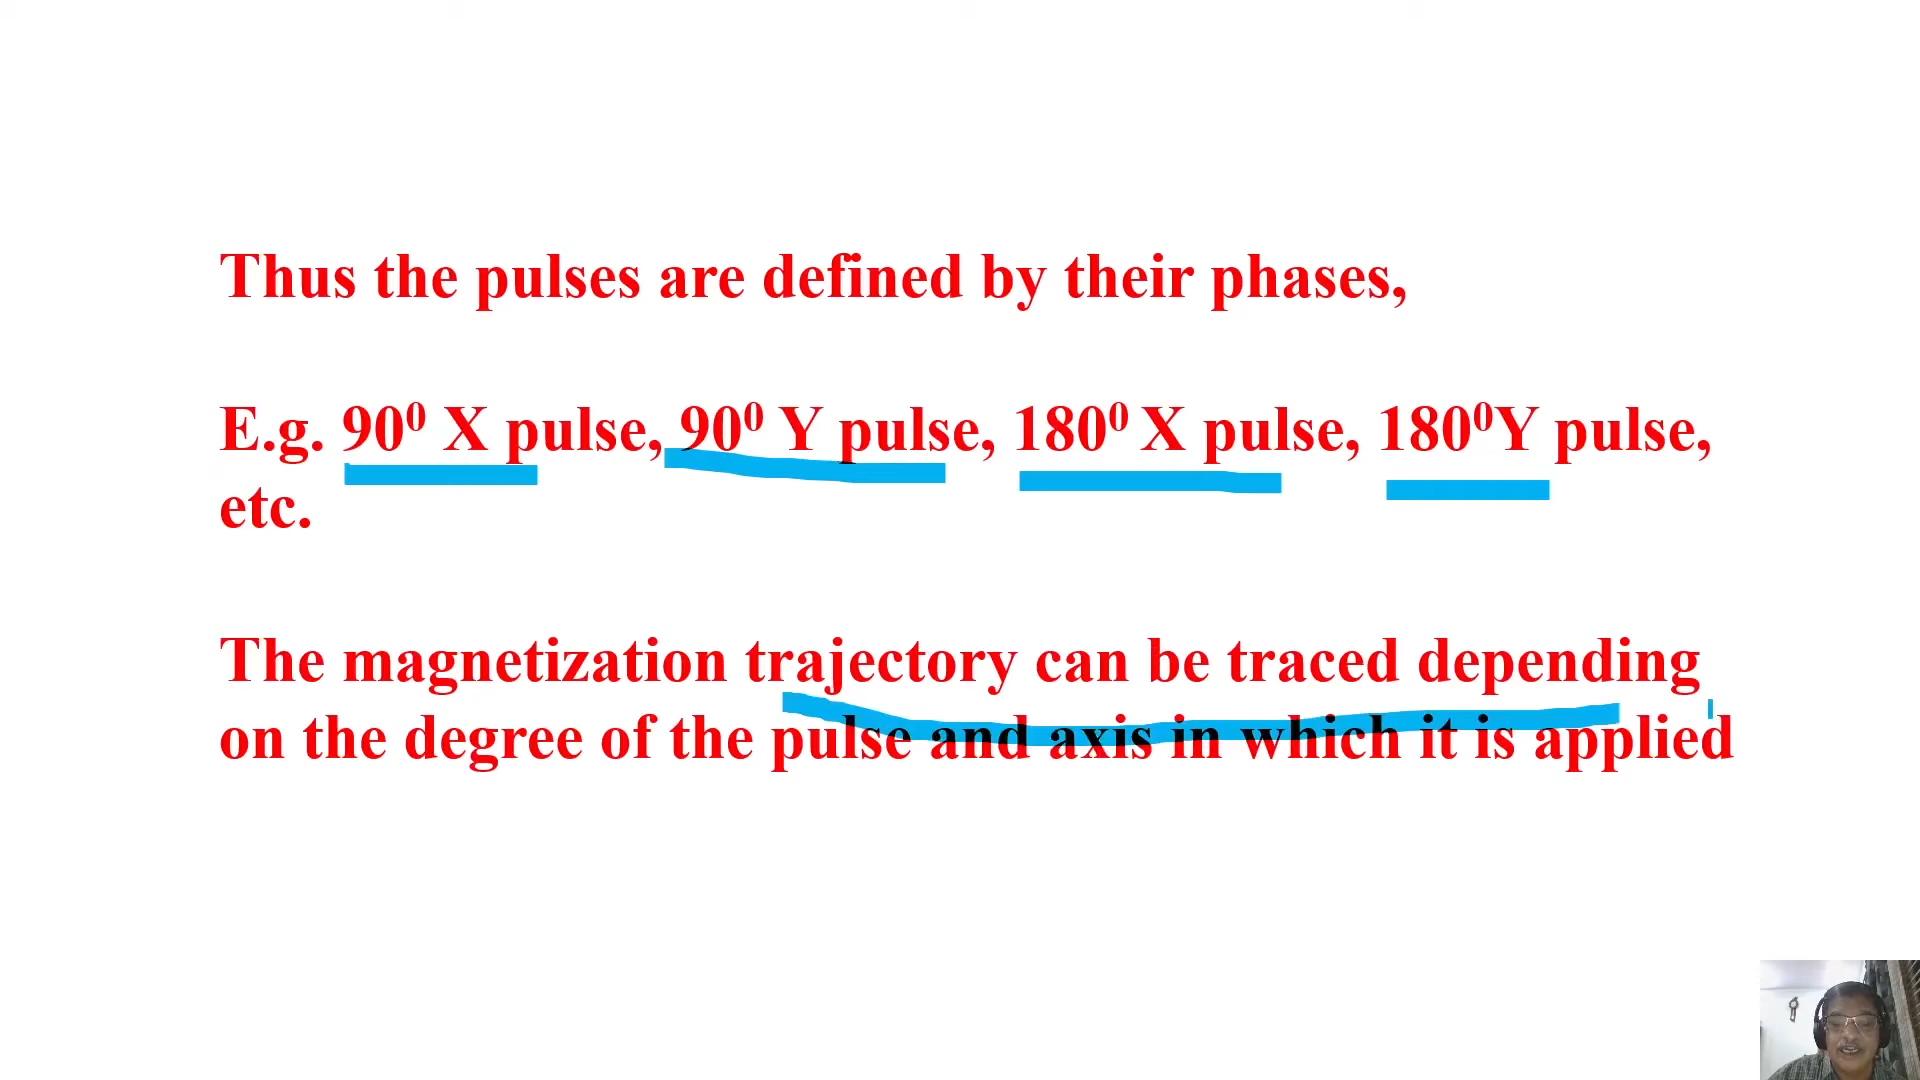 Thus the pulses are defined by their phases,
E.g. 90⁰ X pulse, 90⁰ Y pulse, 180⁰ X pulse, 180⁰Y pulse,
etc.
The magnetization trajectory can be traced depending
on the degree of the pulse and axis in which it is applied